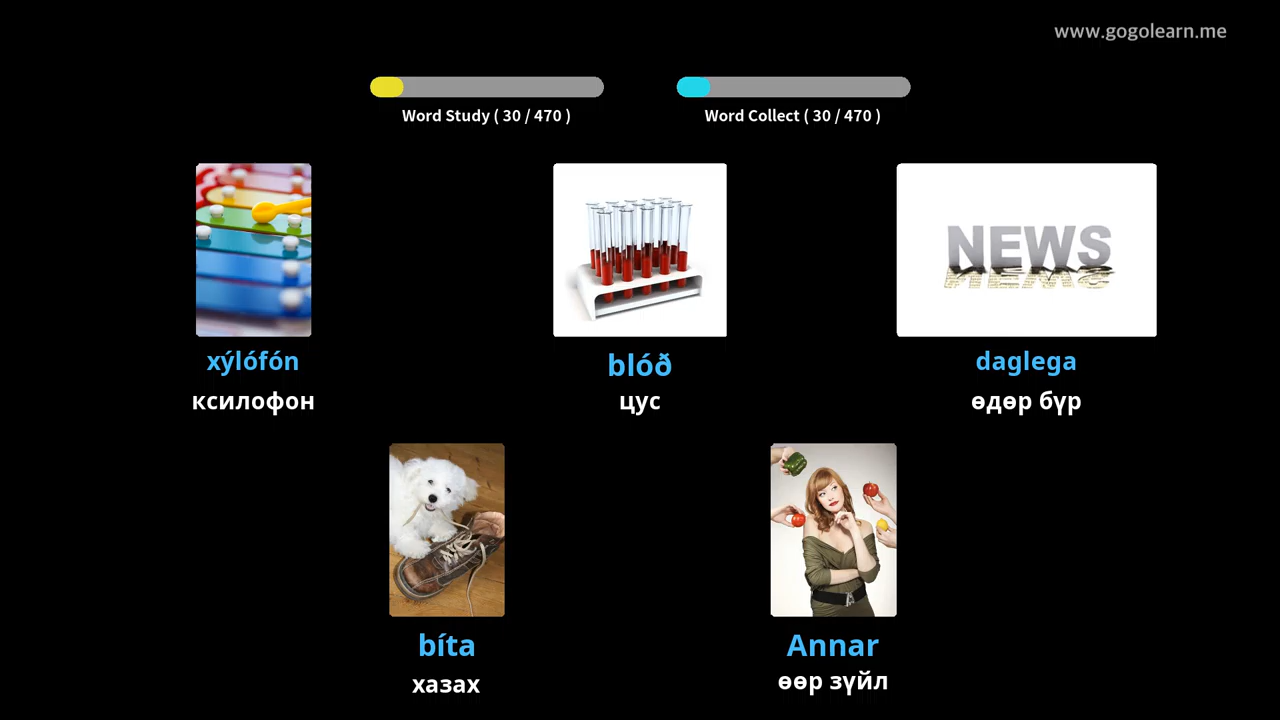 www.gogolearn.me
Word Study ( 30 / 470 )
Word Collect ( 30 / 470 )
NEWS
xýlófón
ксилофон
blóð
цус
daglega
өдөр бүр
bíta
хазах
Annar
өөр зүйл